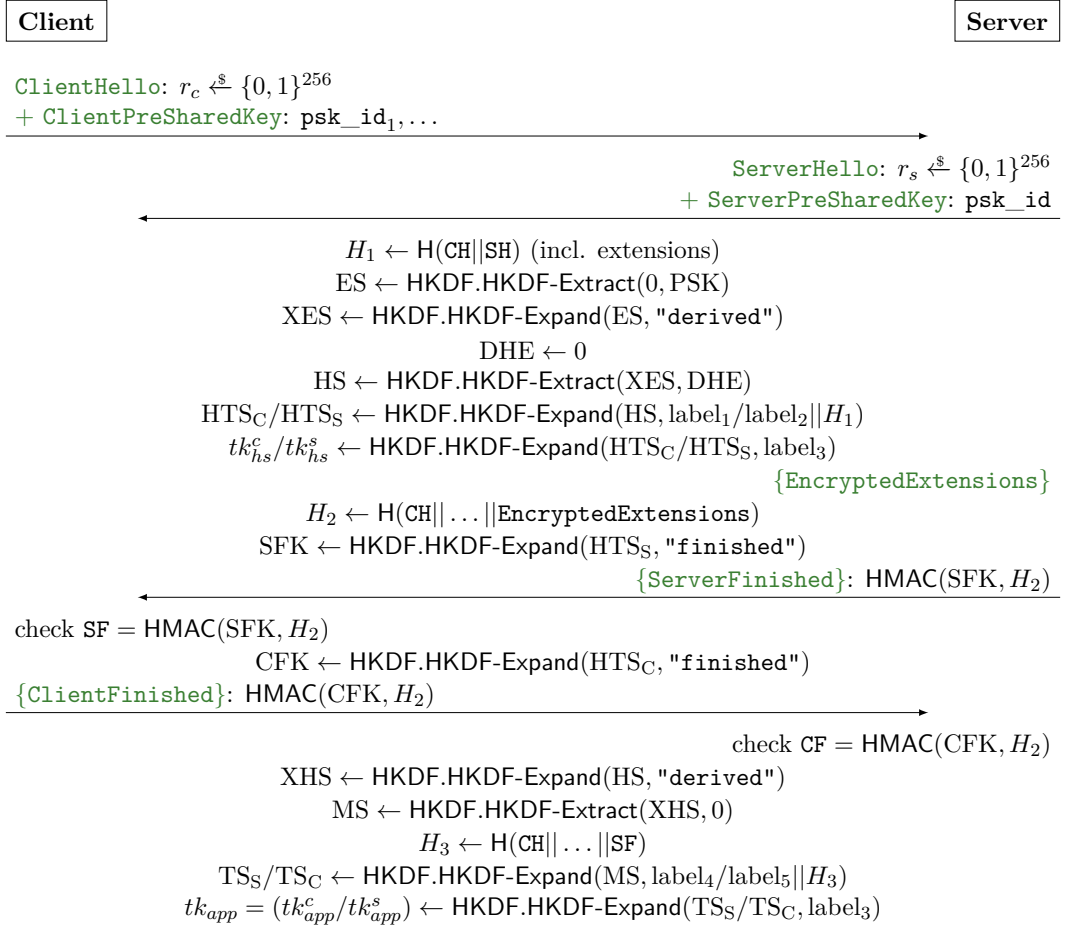 Client
Server
ClientHello: r_c ←$ {0, 1}^256
+ ClientPreSharedKey: psk_id_1,...
ServerHello: r_s ←$ {0, 1}^256
+ ServerPreSharedKey: psk_id
H_1 ← H(CH||SH) (incl. extensions)
ES ← HKDF.HKDF-Extract(0, PSK)
XES ← HKDF.HKDF-Expand(ES, "derived")
DHE ← 0
HS ← HKDF.HKDF-Extract(XES, DHE)
HTS_C/HTS_S ← HKDF.HKDF-Expand(HS, label_1/label_2||H_1)
tk^c_hs/tk^s_hs ← HKDF.HKDF-Expand(HTS_C/HTS_S, label_3)
{EncryptedExtensions}
H_2 ← H(CH||...||EncryptedExtensions)
SFK ← HKDF.HKDF-Expand(HTS_S, "finished")
{ServerFinished}: HMAC(SFK, H_2)
check SF = HMAC(SFK, H_2)
CFK ← HKDF.HKDF-Expand(HTS_C, "finished")
{ClientFinished}: HMAC(CFK, H_2)
check CF = HMAC(CFK, H_2)
XHS ← HKDF.HKDF-Expand(HS, "derived")
MS ← HKDF.HKDF-Extract(XHS, 0)
H_3 ← H(CH||...||SF)
TS_S/TS_C ← HKDF.HKDF-Expand(MS, label_4/label_5||H_3)
tk_app = (tk^c_app/tk^s_app) ← HKDF.HKDF-Expand(TS_S/TS_C, label_3)